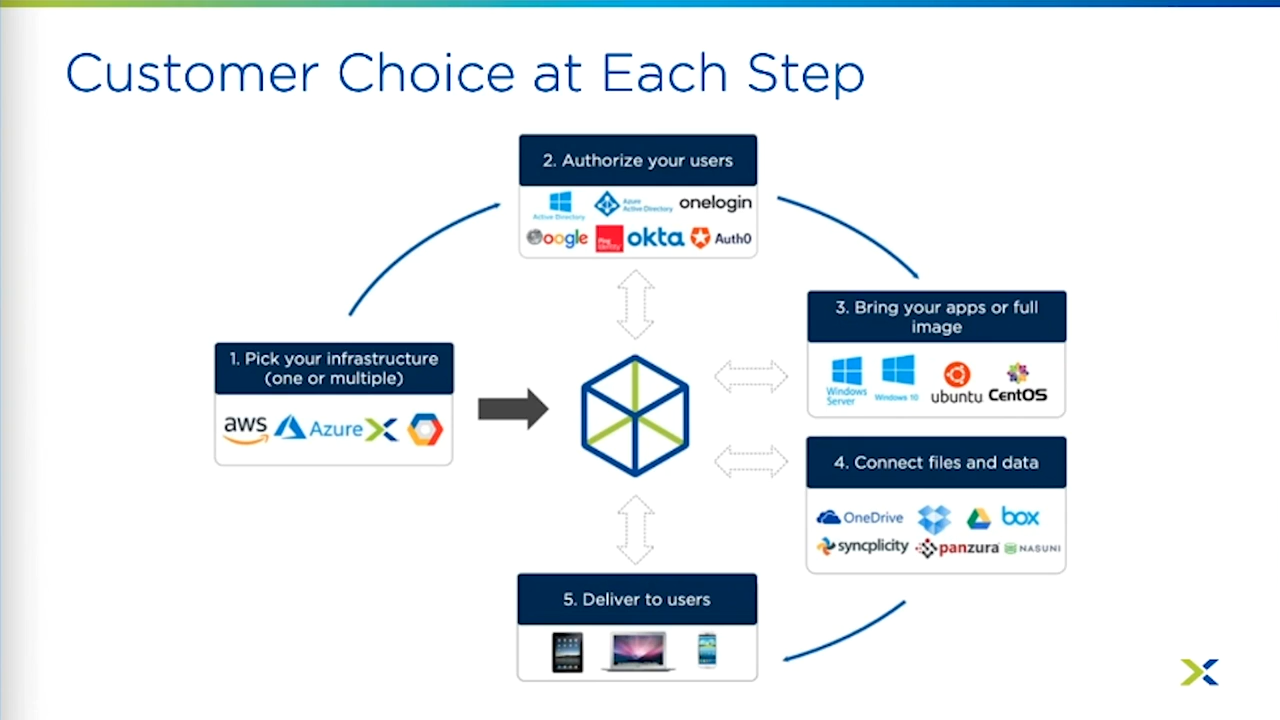 Customer Choice at Each Step
2. Authorize your users
Active Directory
Azure
Active Directory
onelogin
Google
Ping
Identity
okta
Auth0
3. Bring your apps or full
image
Windows
Server
Windows 10
ubuntu
CentOS
1. Pick your infrastructure
(one or multiple)
aws
Azure
4. Connect files and data
OneDrive
box
syncplicity
panzura
NASUNI
5. Deliver to users